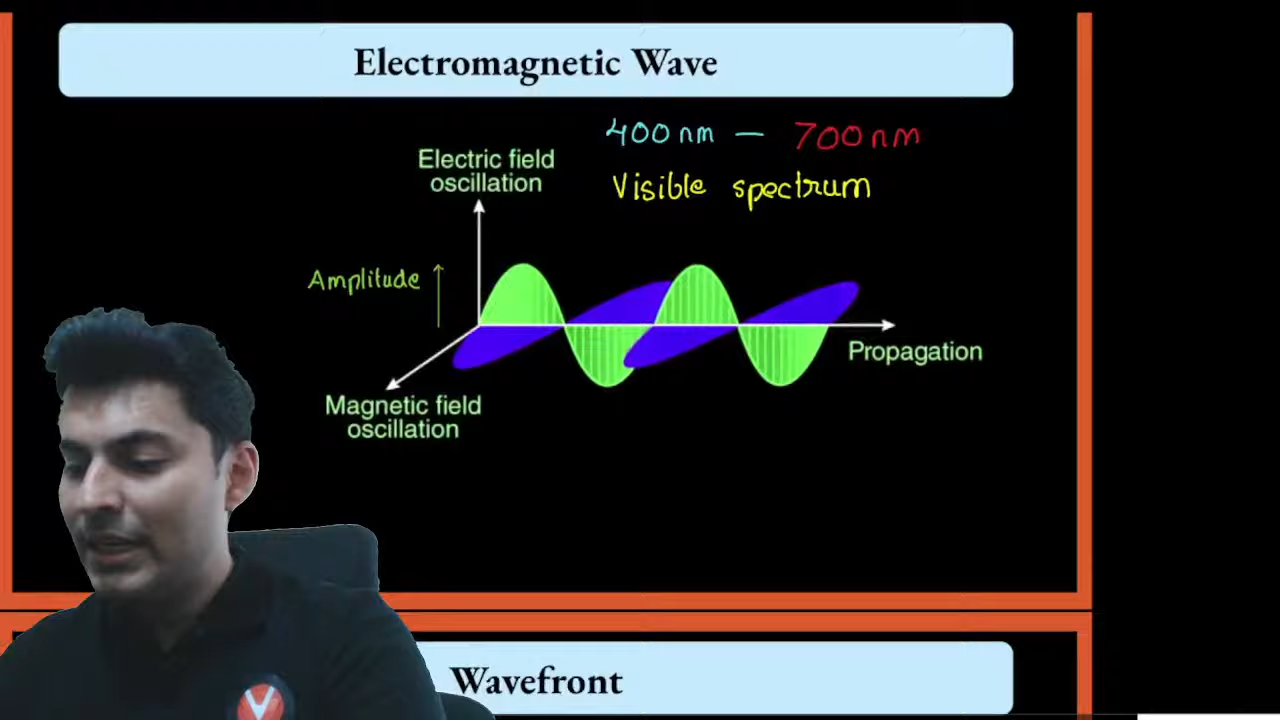 Electromagnetic Wave
400 nm — 700 nm
Visible spectrum
Electric field
oscillation
Amplitude
Propagation
Magnetic field
oscillation
Wavefront